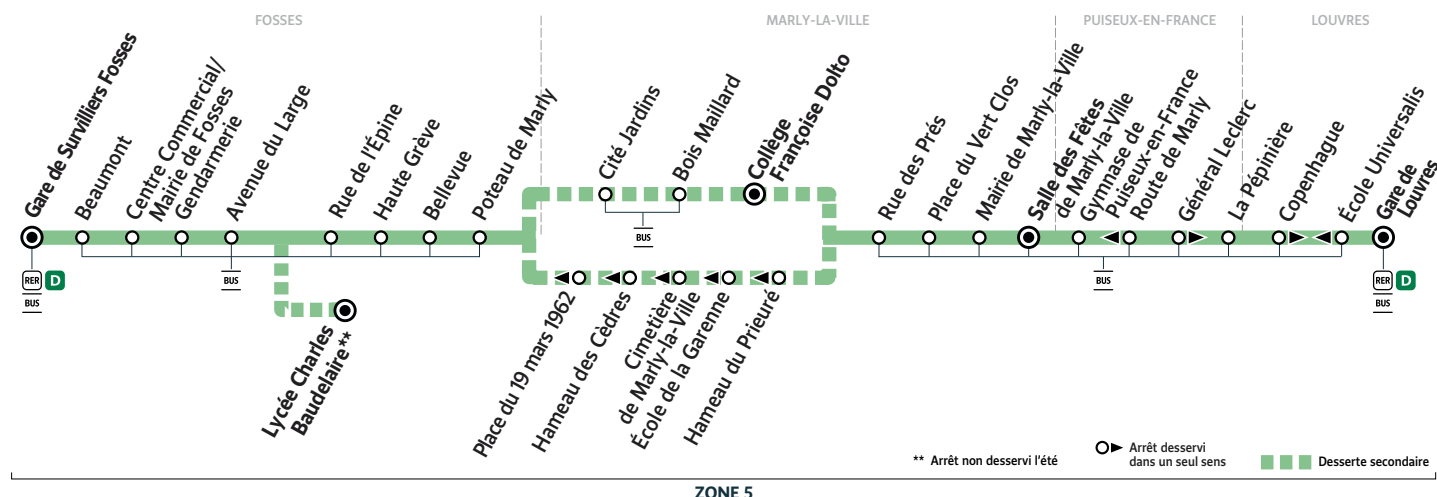 FOSSES
MARLY-LA-VILLE
PUISEUX-EN-FRANCE
LOUVRES
Gare de Survilliers Fosses
Beaumont
Centre Commercial/
Mairie de Fosses
Gendarmerie
Avenue du Large
Rue de l'Épine
Haute Grève
Bellevue
Poteau de Marly
Cité Jardins
Bois Maillard
Collège
Françoise Dolto
Rue des Prés
Place du Vert Clos
Mairie de Marly-la-Ville
Salle des Fêtes
de Marly-la-Ville
Gymnase de
Puiseux-en-France
Route de Marly
Général Leclerc
La Pépinière
Copenhague
École Universalis
Gare de
Louvres
RER D
BUS
BUS
BUS
BUS
RER D
BUS
Lycée Charles
Baudelaire **
Place du 19 mars 1962
Hameau des Cèdres
Cimetière
de Marly-la-Ville
École de la Garenne
Hameau du Prieuré
** Arrêt non desservi l'été
Arrêt desservi
dans un seul sens
Desserte secondaire
ZONE 5